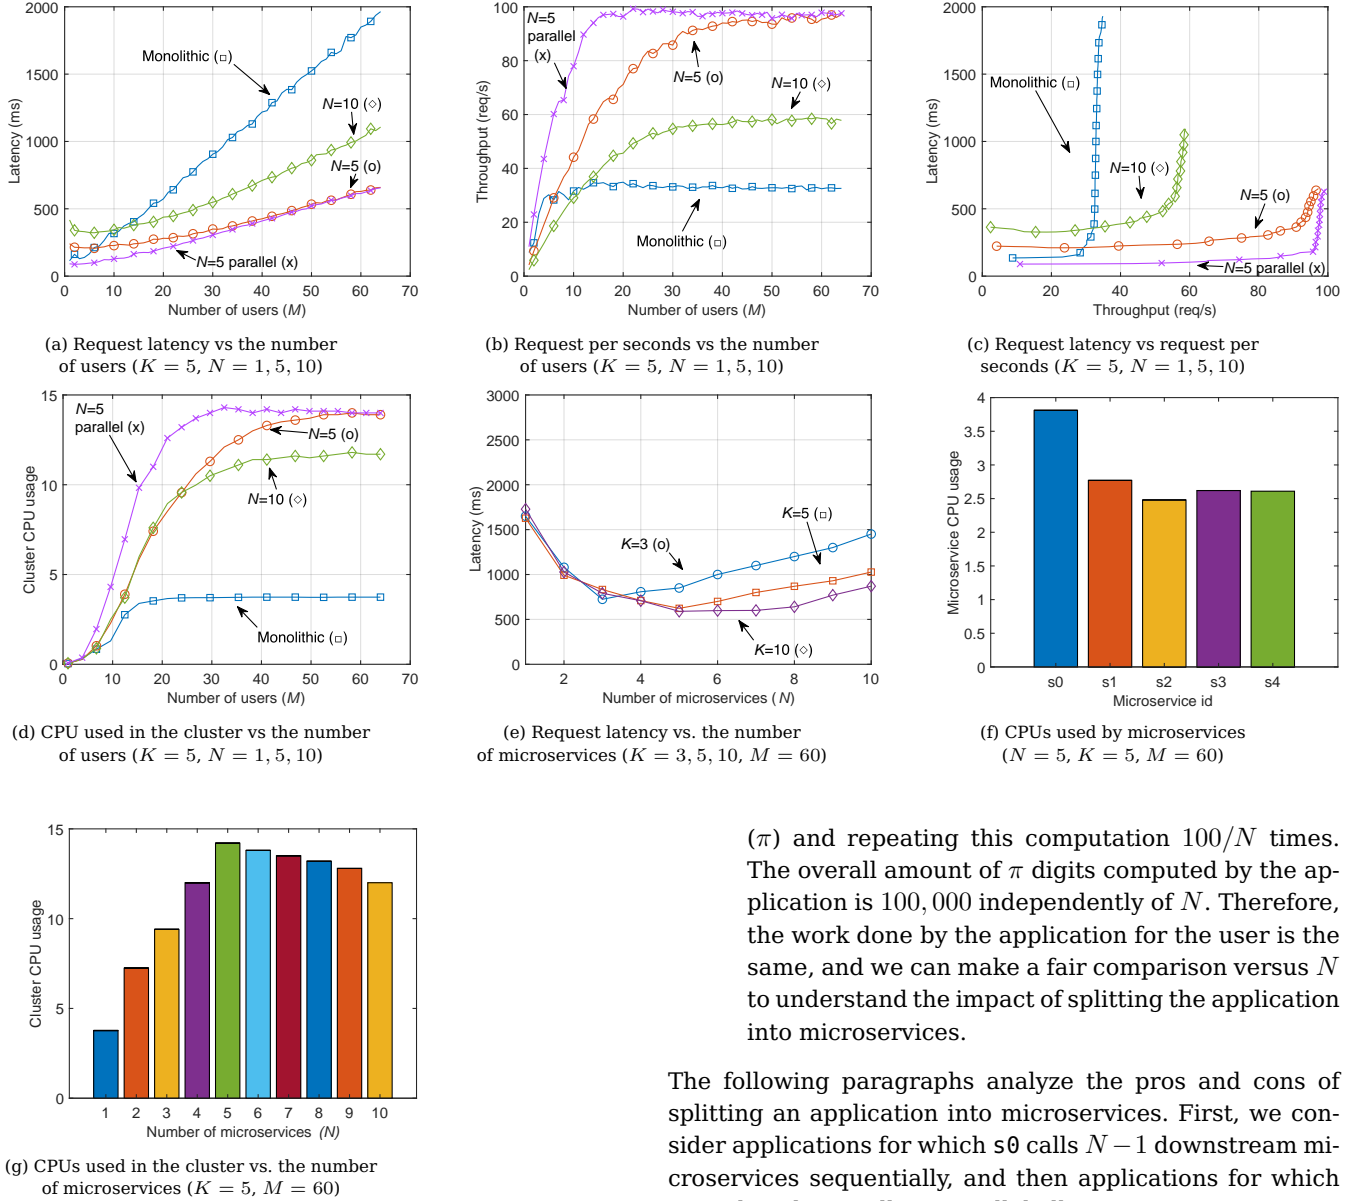 2000
1500
1000
500
0
Latency (ms)
Monolithic (□)
N=10 (◇)
N=5 (o)
N=5 parallel (x)
0 10 20 30 40 50 60 70
Number of users (M)
(a) Request latency vs the number
of users (K = 5, N = 1, 5, 10)
100
80
60
40
20
0
Throughput (req/s)
N=5
parallel
(x)
N=5 (o)
N=10 (◇)
Monolithic (□)
0 10 20 30 40 50 60 70
Number of users (M)
(b) Request per seconds vs the number
of users (K = 5, N = 1, 5, 10)
2000
1500
1000
500
0
Latency (ms)
Monolithic (□)
N=10 (◇)
N=5 (o)
N=5 parallel (x)
0 20 40 60 80 100
Throughput (req/s)
(c) Request latency vs request per
seconds (K = 5, N = 1, 5, 10)
15
10
5
0
Cluster CPU usage
N=5
parallel (x)
N=5 (o)
N=10 (◇)
Monolithic (□)
0 10 20 30 40 50 60 70
Number of users (M)
(d) CPU used in the cluster vs the number
of users (K = 5, N = 1, 5, 10)
3000
2500
2000
1500
1000
500
0
Latency (ms)
K=5 (□)
K=3 (o)
K=10 (◇)
2 4 6 8 10
Number of microservices (N)
(e) Request latency vs. the number
of microservices (K = 3, 5, 10, M = 60)
4
3.5
3
2.5
2
1.5
1
0.5
0
Microservice CPU usage
s0 s1 s2 s3 s4
Microservice id
(f) CPUs used by microservices
(N = 5, K = 5, M = 60)
15
10
5
0
Cluster CPU usage
1 2 3 4 5 6 7 8 9 10
Number of microservices (N)
(g) CPUs used in the cluster vs. the number
of microservices (K = 5, M = 60)
(π) and repeating this computation 100/N times.
The overall amount of π digits computed by the ap-
plication is 100, 000 independently of N. Therefore,
the work done by the application for the user is the
same, and we can make a fair comparison versus N
to understand the impact of splitting the application
into microservices.
The following paragraphs analyze the pros and cons of
splitting an application into microservices. First, we con-
sider applications for which s0 calls N−1 downstream mi-
croservices sequentially, and then applications for which